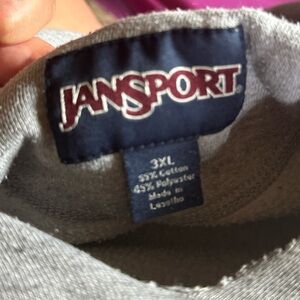 JANSPORT®
3XL
55% Cotton
45% Polyester
Made in
Lesotho